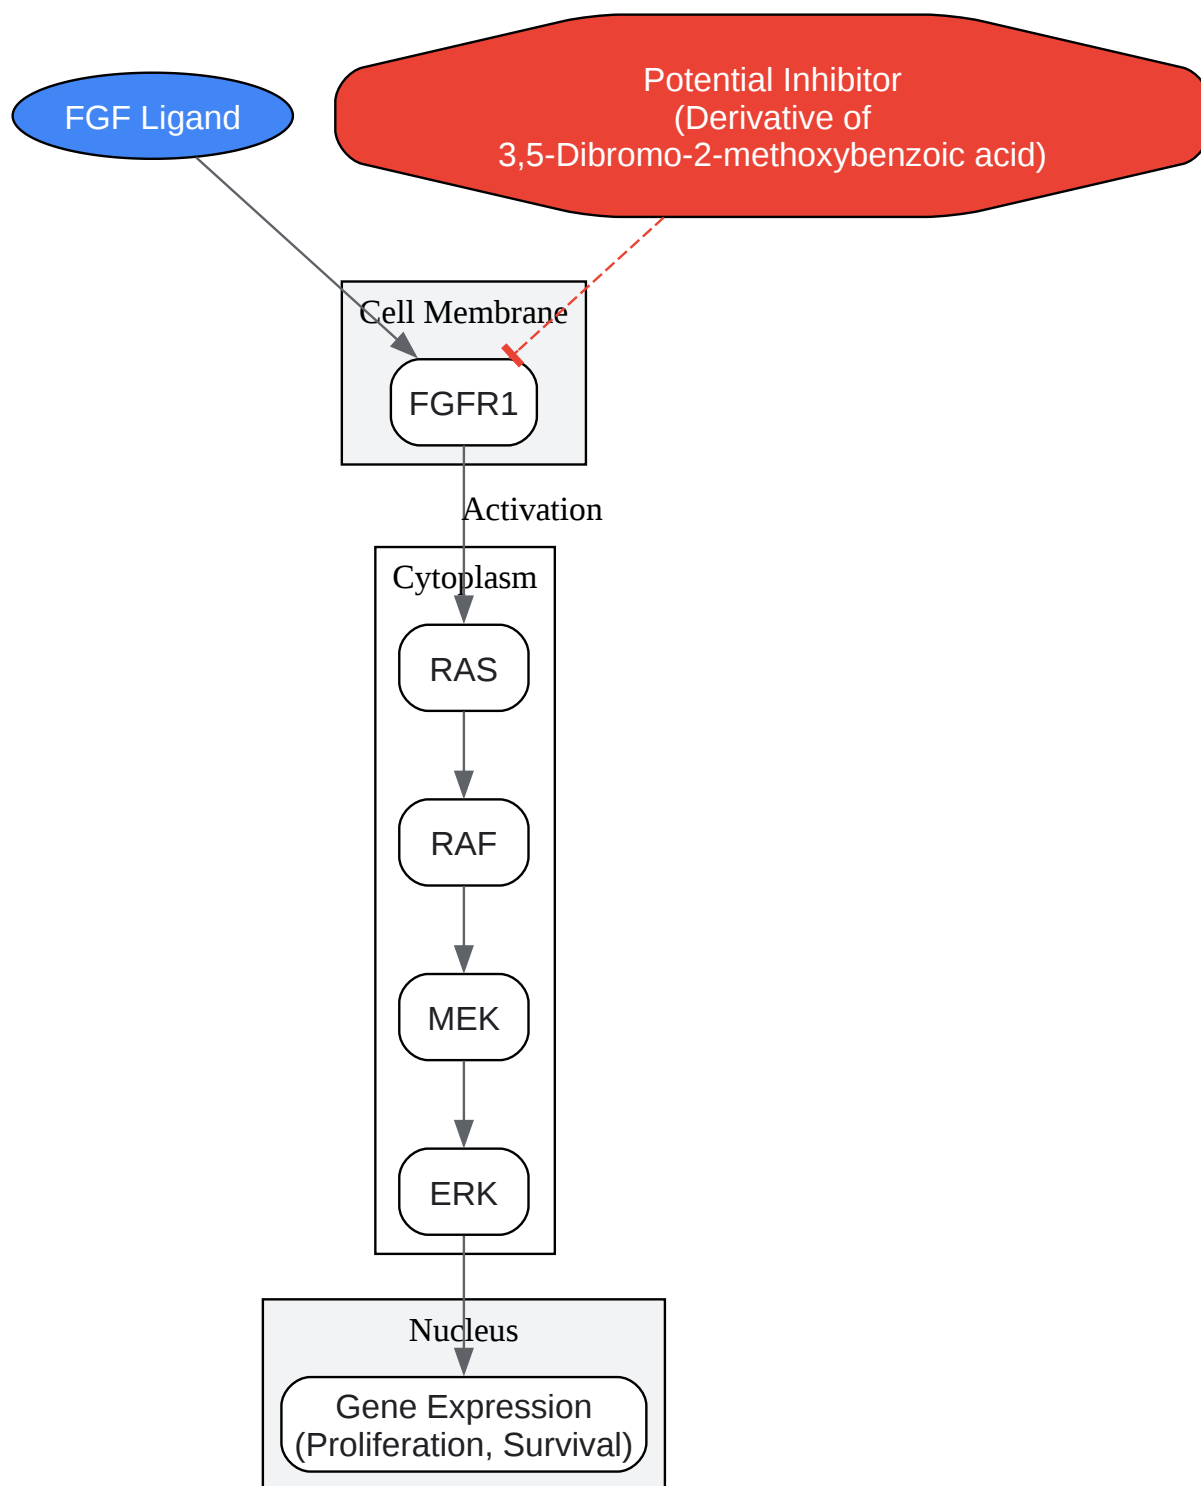 FGF Ligand
Potential Inhibitor
(Derivative of
3,5-Dibromo-2-methoxybenzoic acid)
Cell Membrane
FGFR1
Activation
Cytoplasm
RAS
RAF
MEK
ERK
Nucleus
Gene Expression
(Proliferation, Survival)